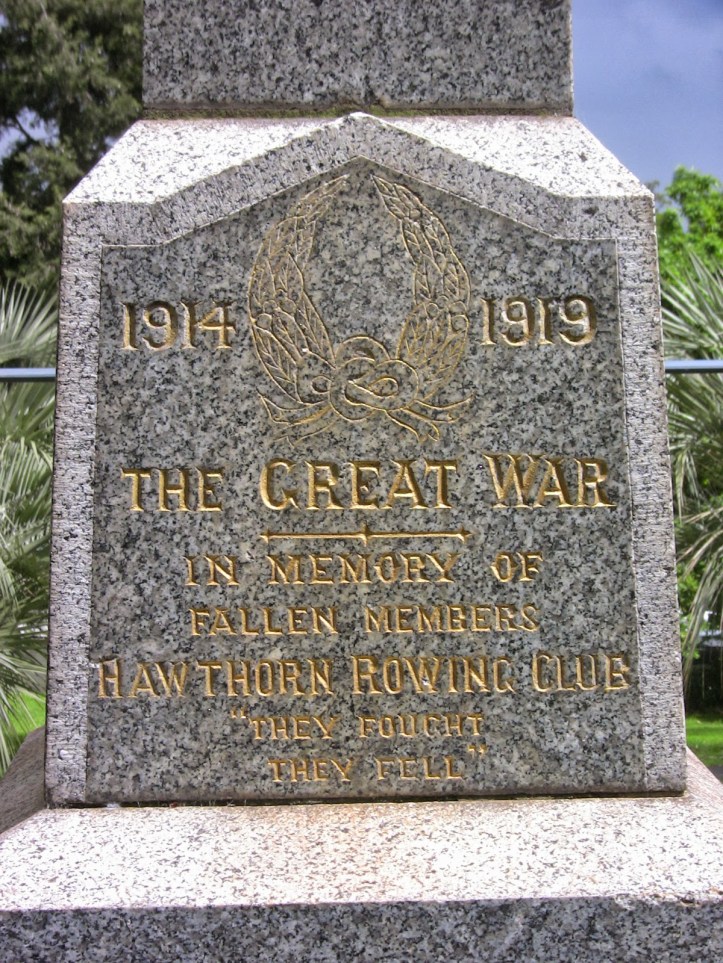 1914 1919
THE GREAT WAR
IN MEMORY OF
FALLEN MEMBERS
HAWTHORN ROWING CLUB
"THEY FOUGHT
THEY FELL"